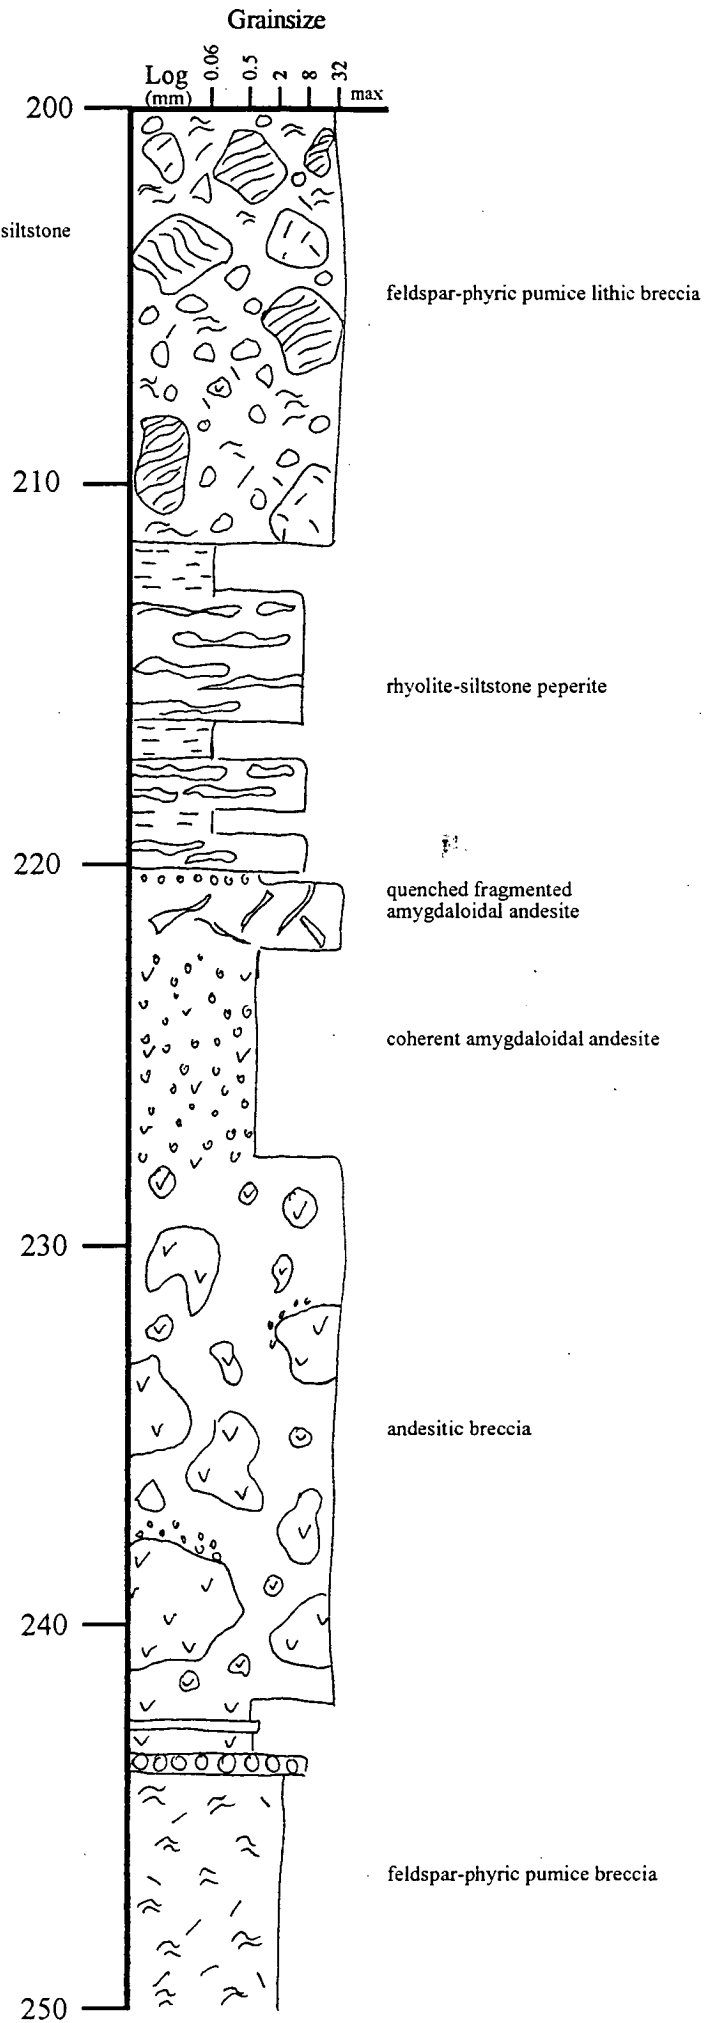 Grainsize
Log
(mm)
0.06
0.5
2
8
32
max
200
siltstone
feldspar-phyric pumice lithic breccia
210
rhyolite-siltstone peperite
220
quenched fragmented
amygdaloidal andesite
coherent amygdaloidal andesite
230
andesitic breccia
240
feldspar-phyric pumice breccia
250